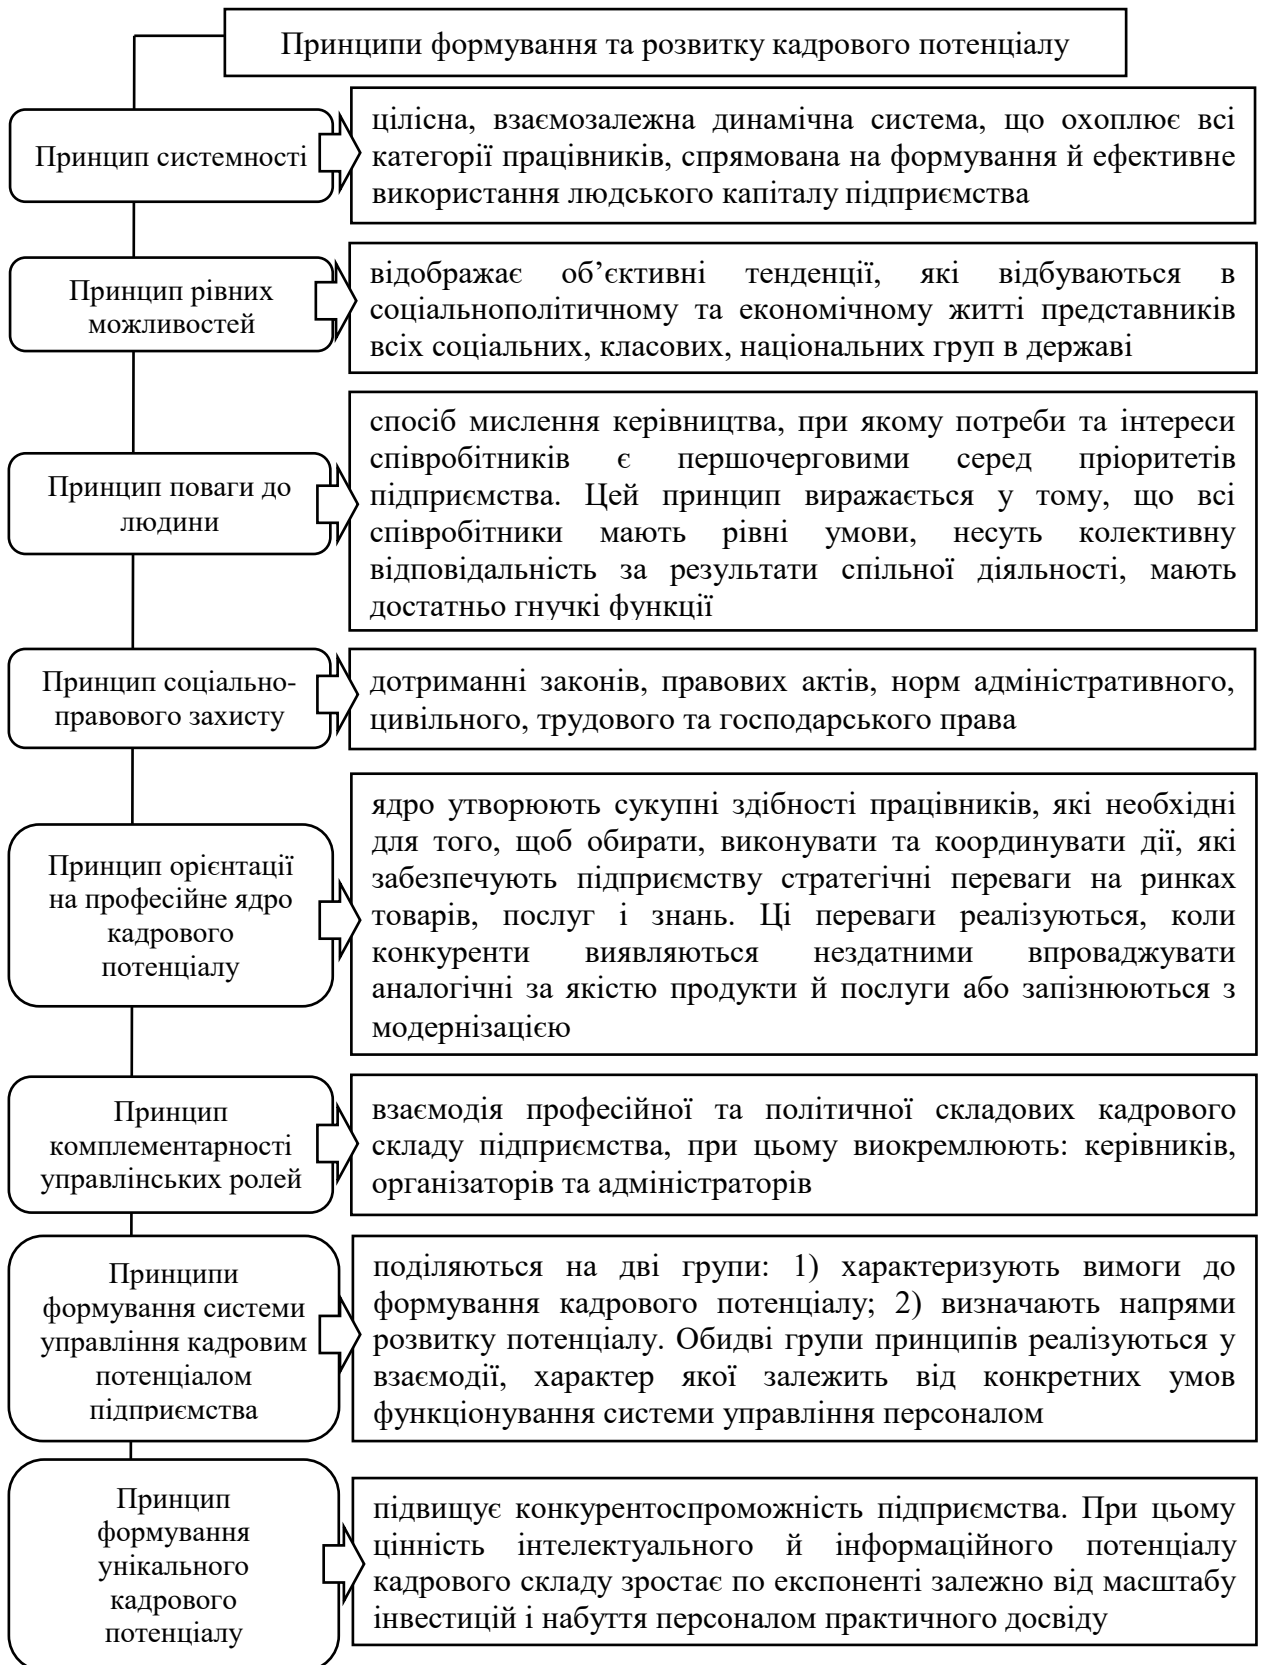 Принципи формування та розвитку кадрового потенціалу
Принцип системності
цілісна, взаємозалежна динамічна система, що охоплює всі
категорії працівників, спрямована на формування й ефективне
використання людського капіталу підприємства
Принцип рівних
можливостей
відображає об’єктивні тенденції, які відбуваються в
соціальнополітичному та економічному житті представників
всіх соціальних, класових, національних груп в державі
Принцип поваги до
людини
спосіб мислення керівництва, при якому потреби та інтереси
співробітників є першочерговими серед пріоритетів
підприємства. Цей принцип виражається у тому, що всі
співробітники мають рівні умови, несуть колективну
відповідальність за результати спільної діяльності, мають
достатньо гнучкі функції
Принцип соціально-
правового захисту
дотриманні законів, правових актів, норм адміністративного,
цивільного, трудового та господарського права
Принцип орієнтації
на професійне ядро
кадрового
потенціалу
ядро утворюють сукупні здібності працівників, які необхідні
для того, щоб обирати, виконувати та координувати дії, які
забезпечують підприємству стратегічні переваги на ринках
товарів, послуг і знань. Ці переваги реалізуються, коли
конкуренти виявляються нездатними впроваджувати
аналогічні за якістю продукти й послуги або запізнюються з
модернізацією
Принцип
комплементарності
управлінських ролей
взаємодія професійної та політичної складових кадрового
складу підприємства, при цьому виокремлюють: керівників,
організаторів та адміністраторів
Принципи
формування системи
управління кадровим
потенціалом
підприємства
поділяються на дві групи: 1) характеризують вимоги до
формування кадрового потенціалу; 2) визначають напрями
розвитку потенціалу. Обидві групи принципів реалізуються у
взаємодії, характер якої залежить від конкретних умов
функціонування системи управління персоналом
Принцип
формування
унікального
кадрового
потенціалу
підвищує конкурентоспроможність підприємства. При цьому
цінність інтелектуального й інформаційного потенціалу
кадрового складу зростає по експоненті залежно від масштабу
інвестицій і набуття персоналом практичного досвіду